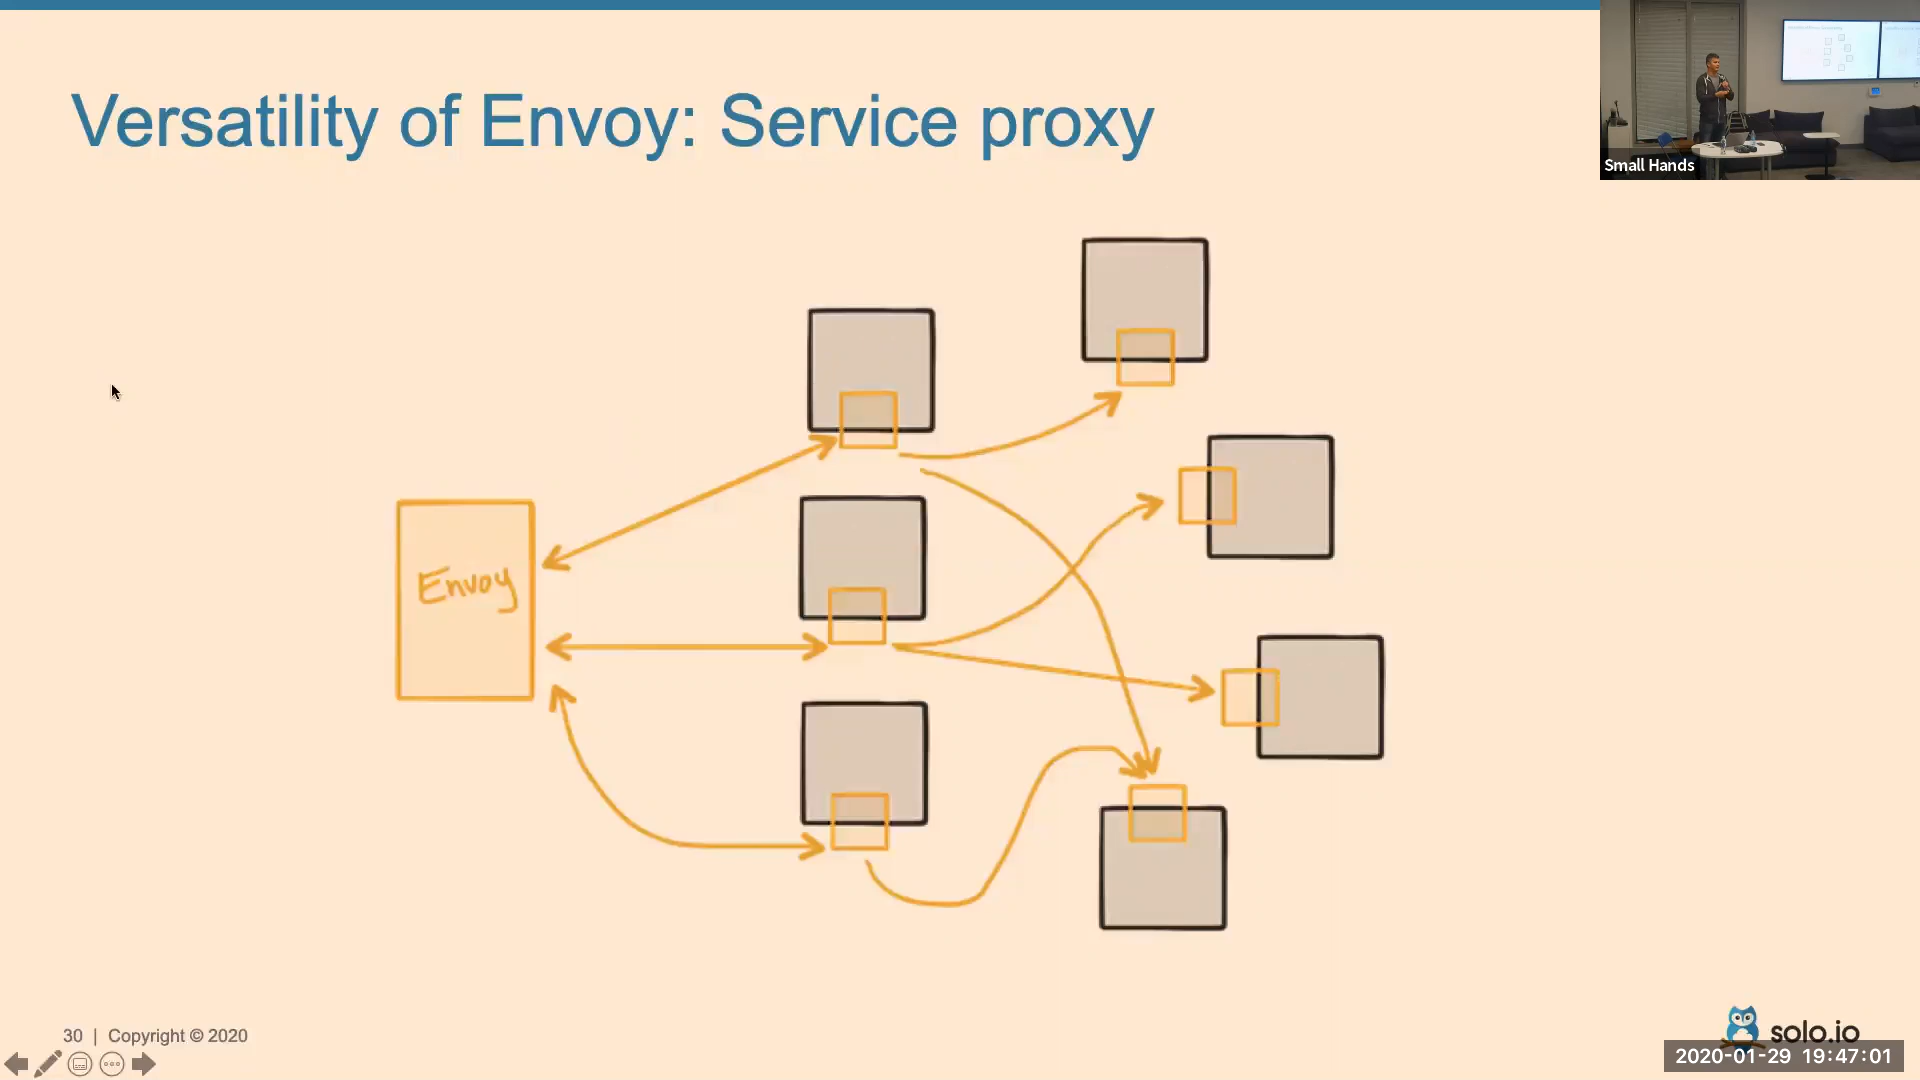 Versatility of Envoy: Service proxy
Small Hands
Envoy
30 | Copyright © 2020
solo.io
2020-01-29 19:47:01